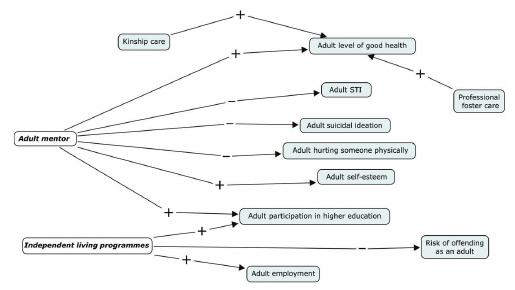 +
Kinship care
Adult level of good health
+
+
Professional
foster care
Adult STI
−
Adult suicidal ideation
−
Adult mentor
Adult hurting someone physically
−
Adult self-esteem
+
+
Adult participation in higher education
+
Independent living programmes
−
Risk of offending
as an adult
+
Adult employment